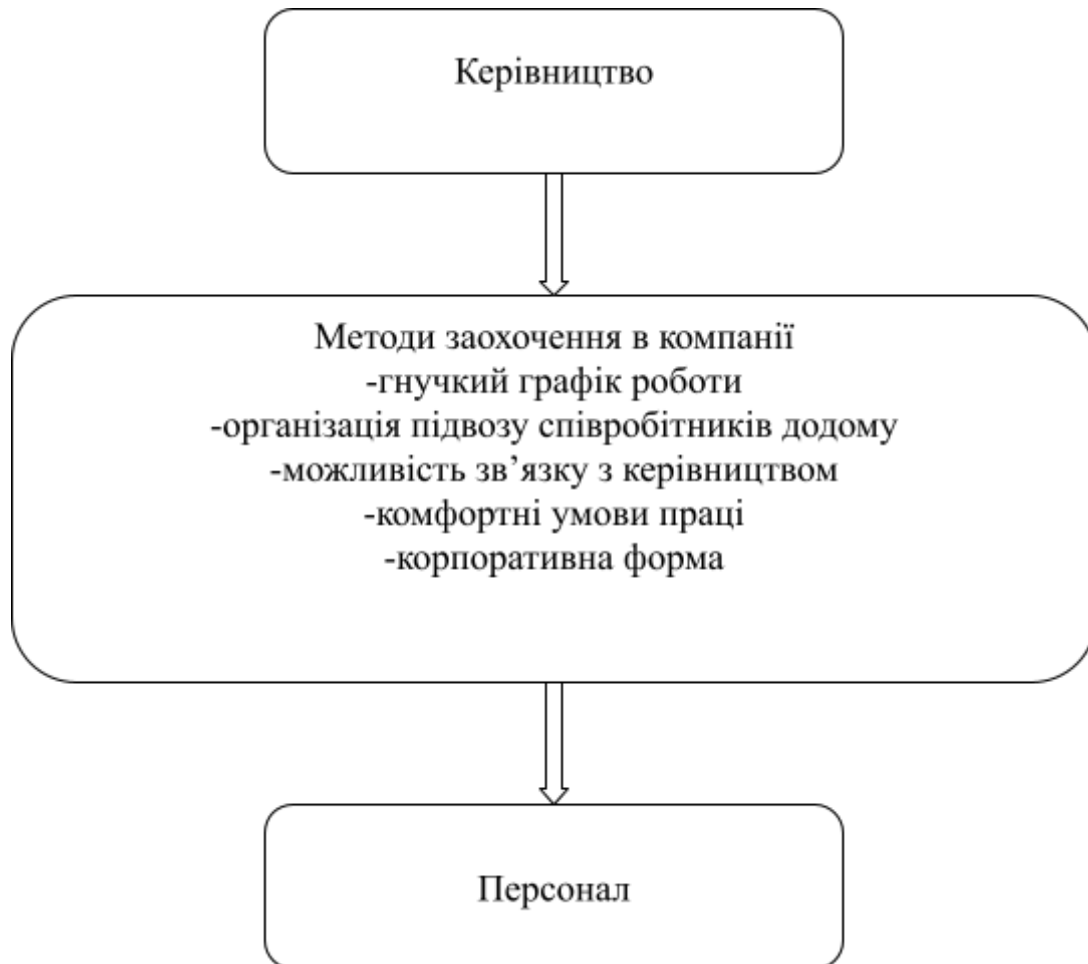 Керівництво
Методи заохочення в компанії
-гнучкий графік роботи
-організація підвозу співробітників додому
-можливість зв’язку з керівництвом
-комфортні умови праці
-корпоративна форма
Персонал